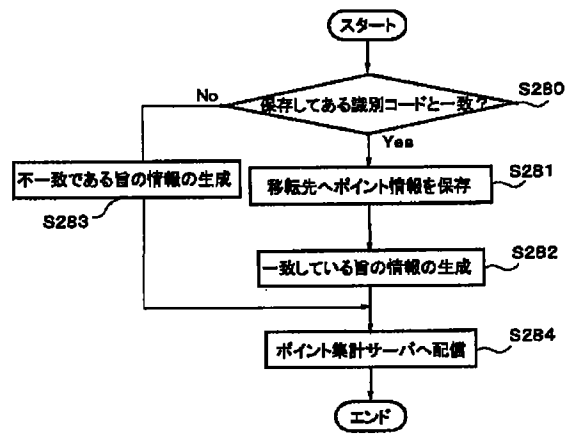 スタート
S280
保存してある識別コードと一致？
No
Yes
不一致である旨の情報の生成
S283
移転先へポイント情報を保存
S281
一致している旨の情報の生成
S282
ポイント集計サーバへ配信
S284
エンド